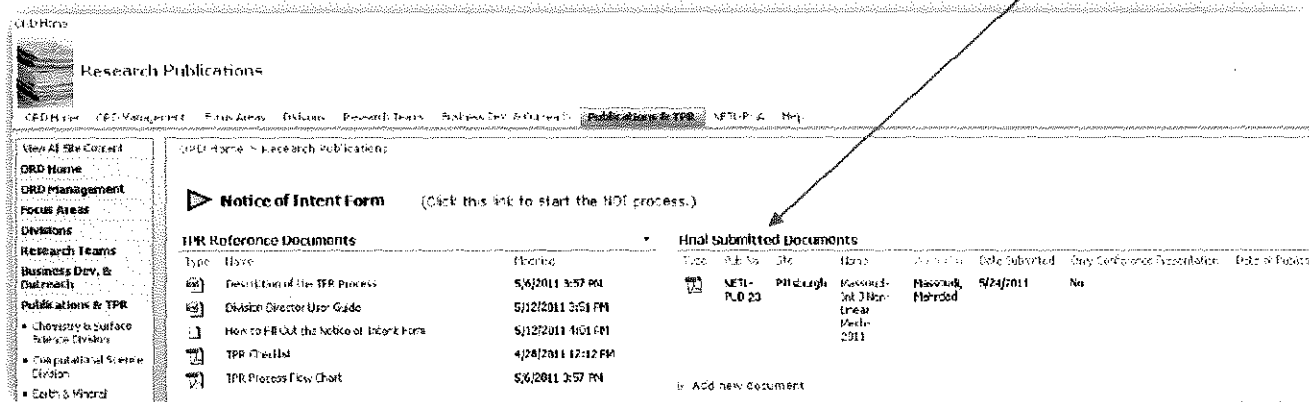 ORD Home
Research Publications
ORD Home ORD Management Focus Areas Divisions Research Teams Business Dev. & Outreach Publications & TPR NETL-RUA Help
View All Site Content
ORD Home
ORD Management
Focus Areas
Divisions
Research Teams
Business Dev. &
Outreach
Publications & TPR
Chemistry & Surface
Science Division
Computational Science
Division
Earth & Mineral
ORD Home > Research Publications
Notice of Intent Form (Click this link to start the NOI process.)
TPR Reference Documents
Type Name Modified
Description of the TPR Process 5/6/2011 3:57 PM
Division Director User Guide 5/12/2011 3:51 PM
How to Fill Out the Notice of Intent Form 5/12/2011 4:01 PM
TPR Checklist 4/28/2011 12:12 PM
TPR Process Flow Chart 5/6/2011 3:57 PM
Final Submitted Documents
Type Pub No Site Name Date Submitted Only Conference Presentation
NETL-PUB 23 Pittsburgh Massoudi-Int J Non-Linear Mech-2011 Massoudi, Mehrdad 5/24/2011 No
Add new document